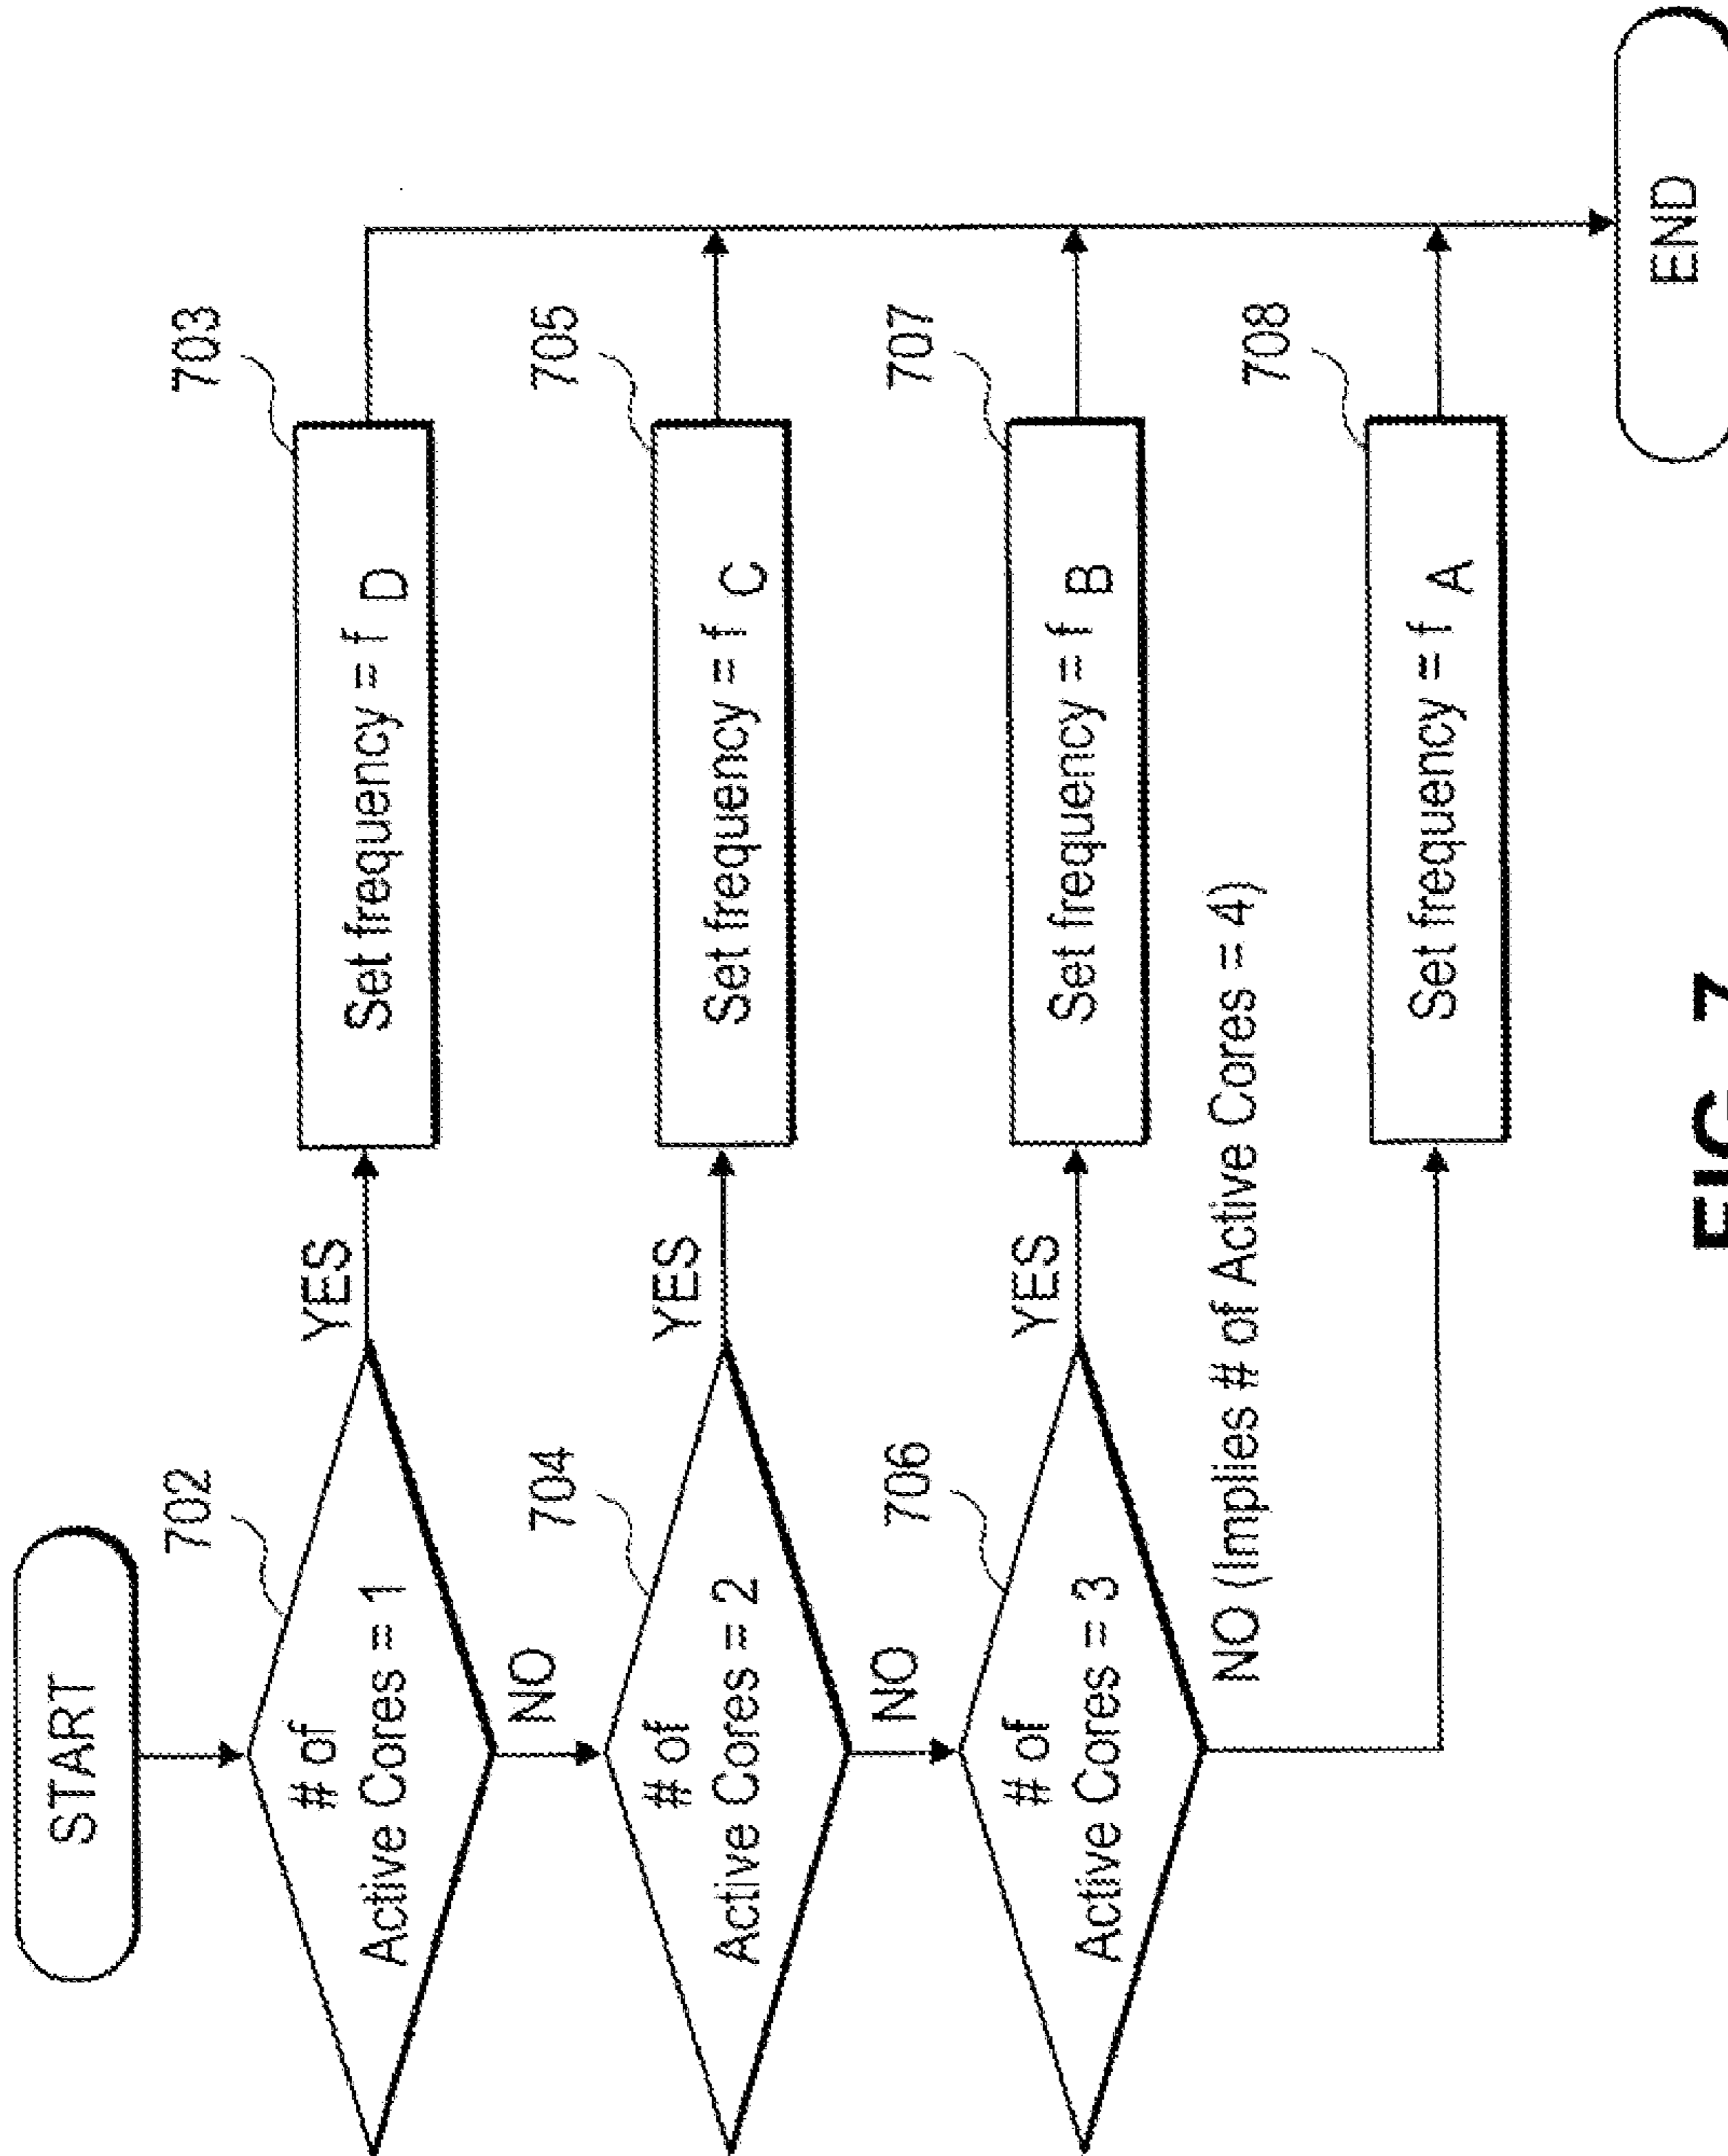 START
702
# of
Active Cores = 1
YES
703
Set frequency = f D
NO
704
# of
Active Cores = 2
YES
705
Set frequency = f C
NO
706
# of
Active Cores = 3
YES
707
Set frequency = f B
NO (Implies # of Active Cores = 4)
708
Set frequency = f A
END
FIG. 7